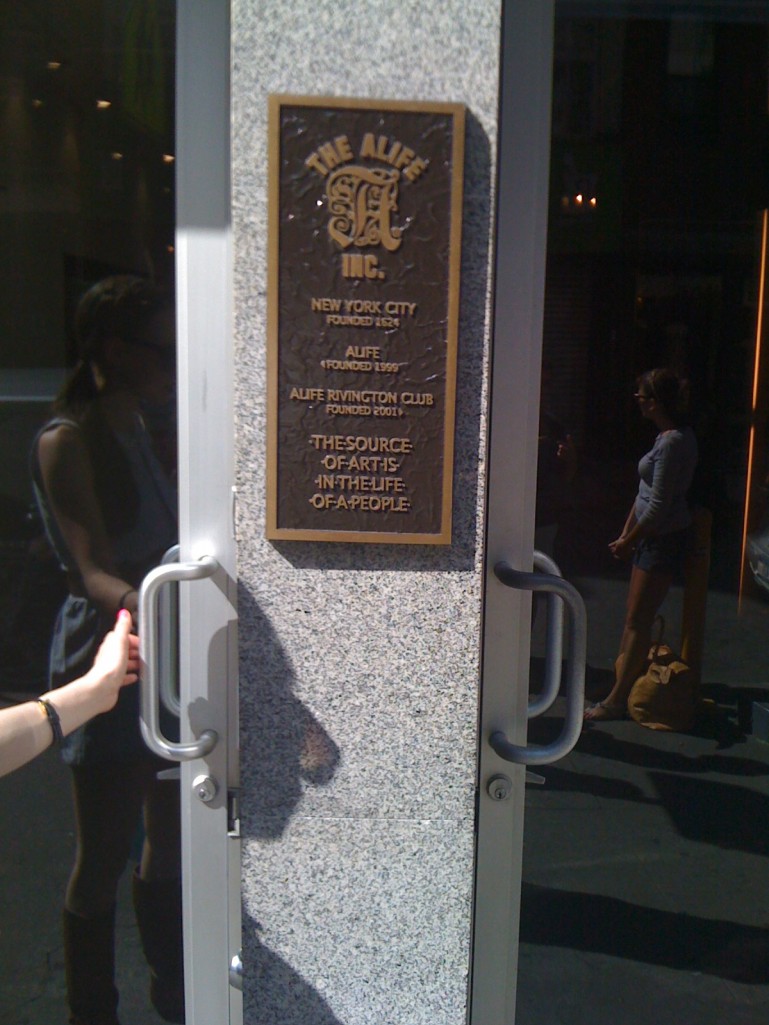 THE ALIFE
A
INC.
NEW YORK CITY
FOUNDED 1624
ALIFE
FOUNDED 1999
ALIFE RIVINGTON CLUB
FOUNDED 2001
·THE·SOURCE·
·OF·ART·IS·
·IN·THE·LIFE·
·OF·A·PEOPLE·